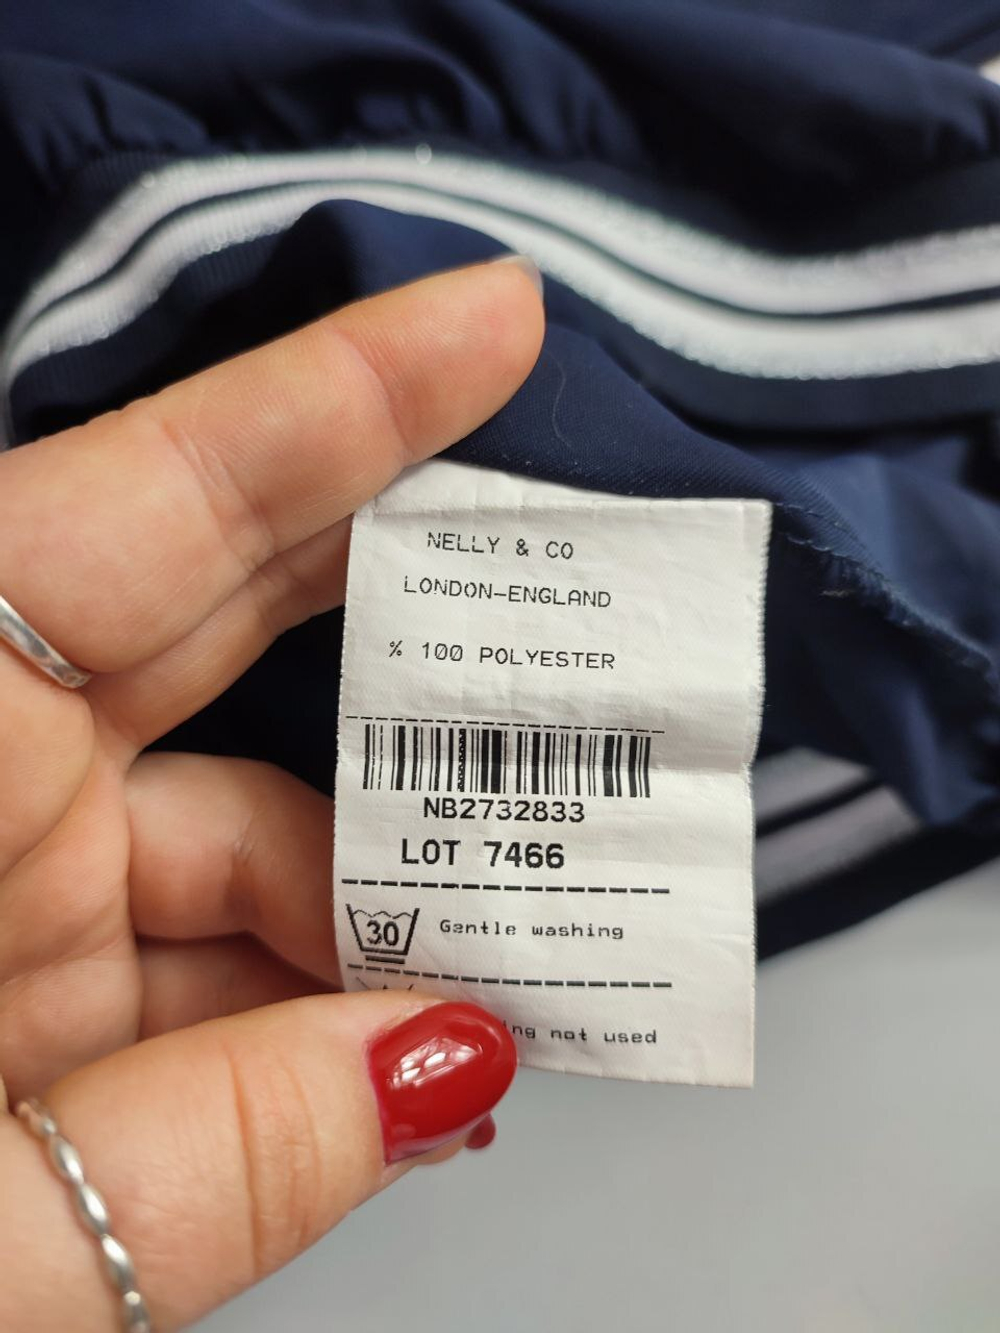 NELLY & CO
LONDON-ENGLAND
% 100 POLYESTER
NB2732833
LOT 7466
30 Gentle washing
not used